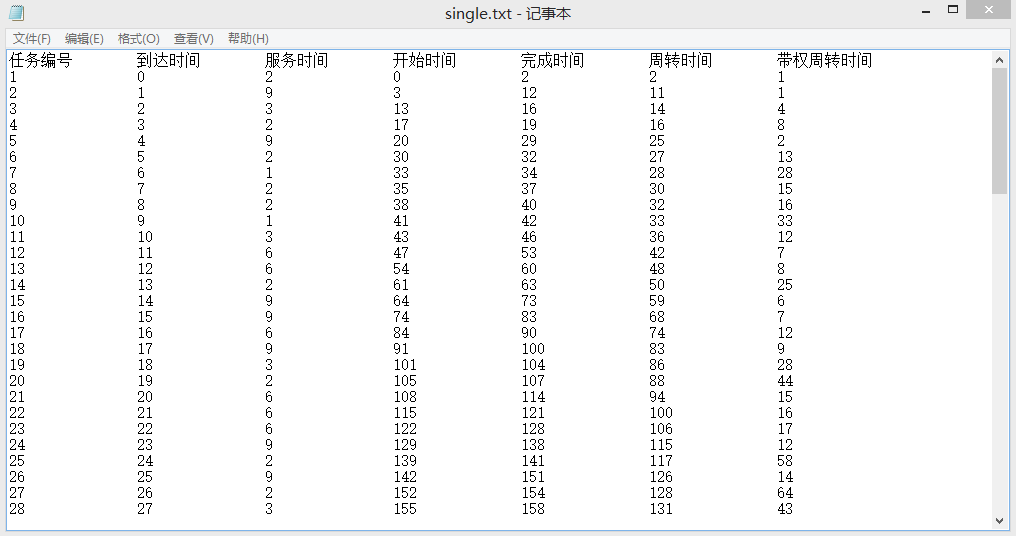 single.txt - 记事本
文件(F) 编辑(E) 格式(O) 查看(V) 帮助(H)
任务编号 到达时间 服务时间 开始时间 完成时间 周转时间 带权周转时间
1 0 2 0 2 2 1
2 1 9 3 12 11 1
3 2 3 13 16 14 4
4 3 2 17 19 16 8
5 4 9 20 29 25 2
6 5 2 30 32 27 13
7 6 1 33 34 28 28
8 7 2 35 37 30 15
9 8 2 38 40 32 16
10 9 1 41 42 33 33
11 10 3 43 46 36 12
12 11 6 47 53 42 7
13 12 6 54 60 48 8
14 13 2 61 63 50 25
15 14 9 64 73 59 6
16 15 9 74 83 68 7
17 16 6 84 90 74 12
18 17 9 91 100 83 9
19 18 3 101 104 86 28
20 19 2 105 107 88 44
21 20 6 108 114 94 15
22 21 6 115 121 100 16
23 22 6 122 128 106 17
24 23 9 129 138 115 12
25 24 2 139 141 117 58
26 25 9 142 151 126 14
27 26 2 152 154 128 64
28 27 3 155 158 131 43